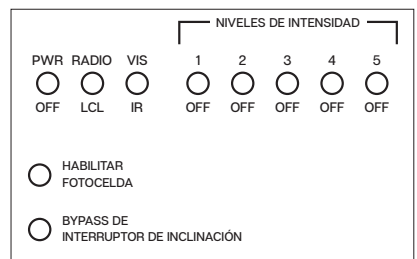 NIVELES DE INTENSIDAD
PWR RADIO VIS 1 2 3 4 5
OFF LCL IR OFF OFF OFF OFF OFF
HABILITAR
FOTOCELDA
BYPASS DE
INTERRUPTOR DE INCLINACIÓN